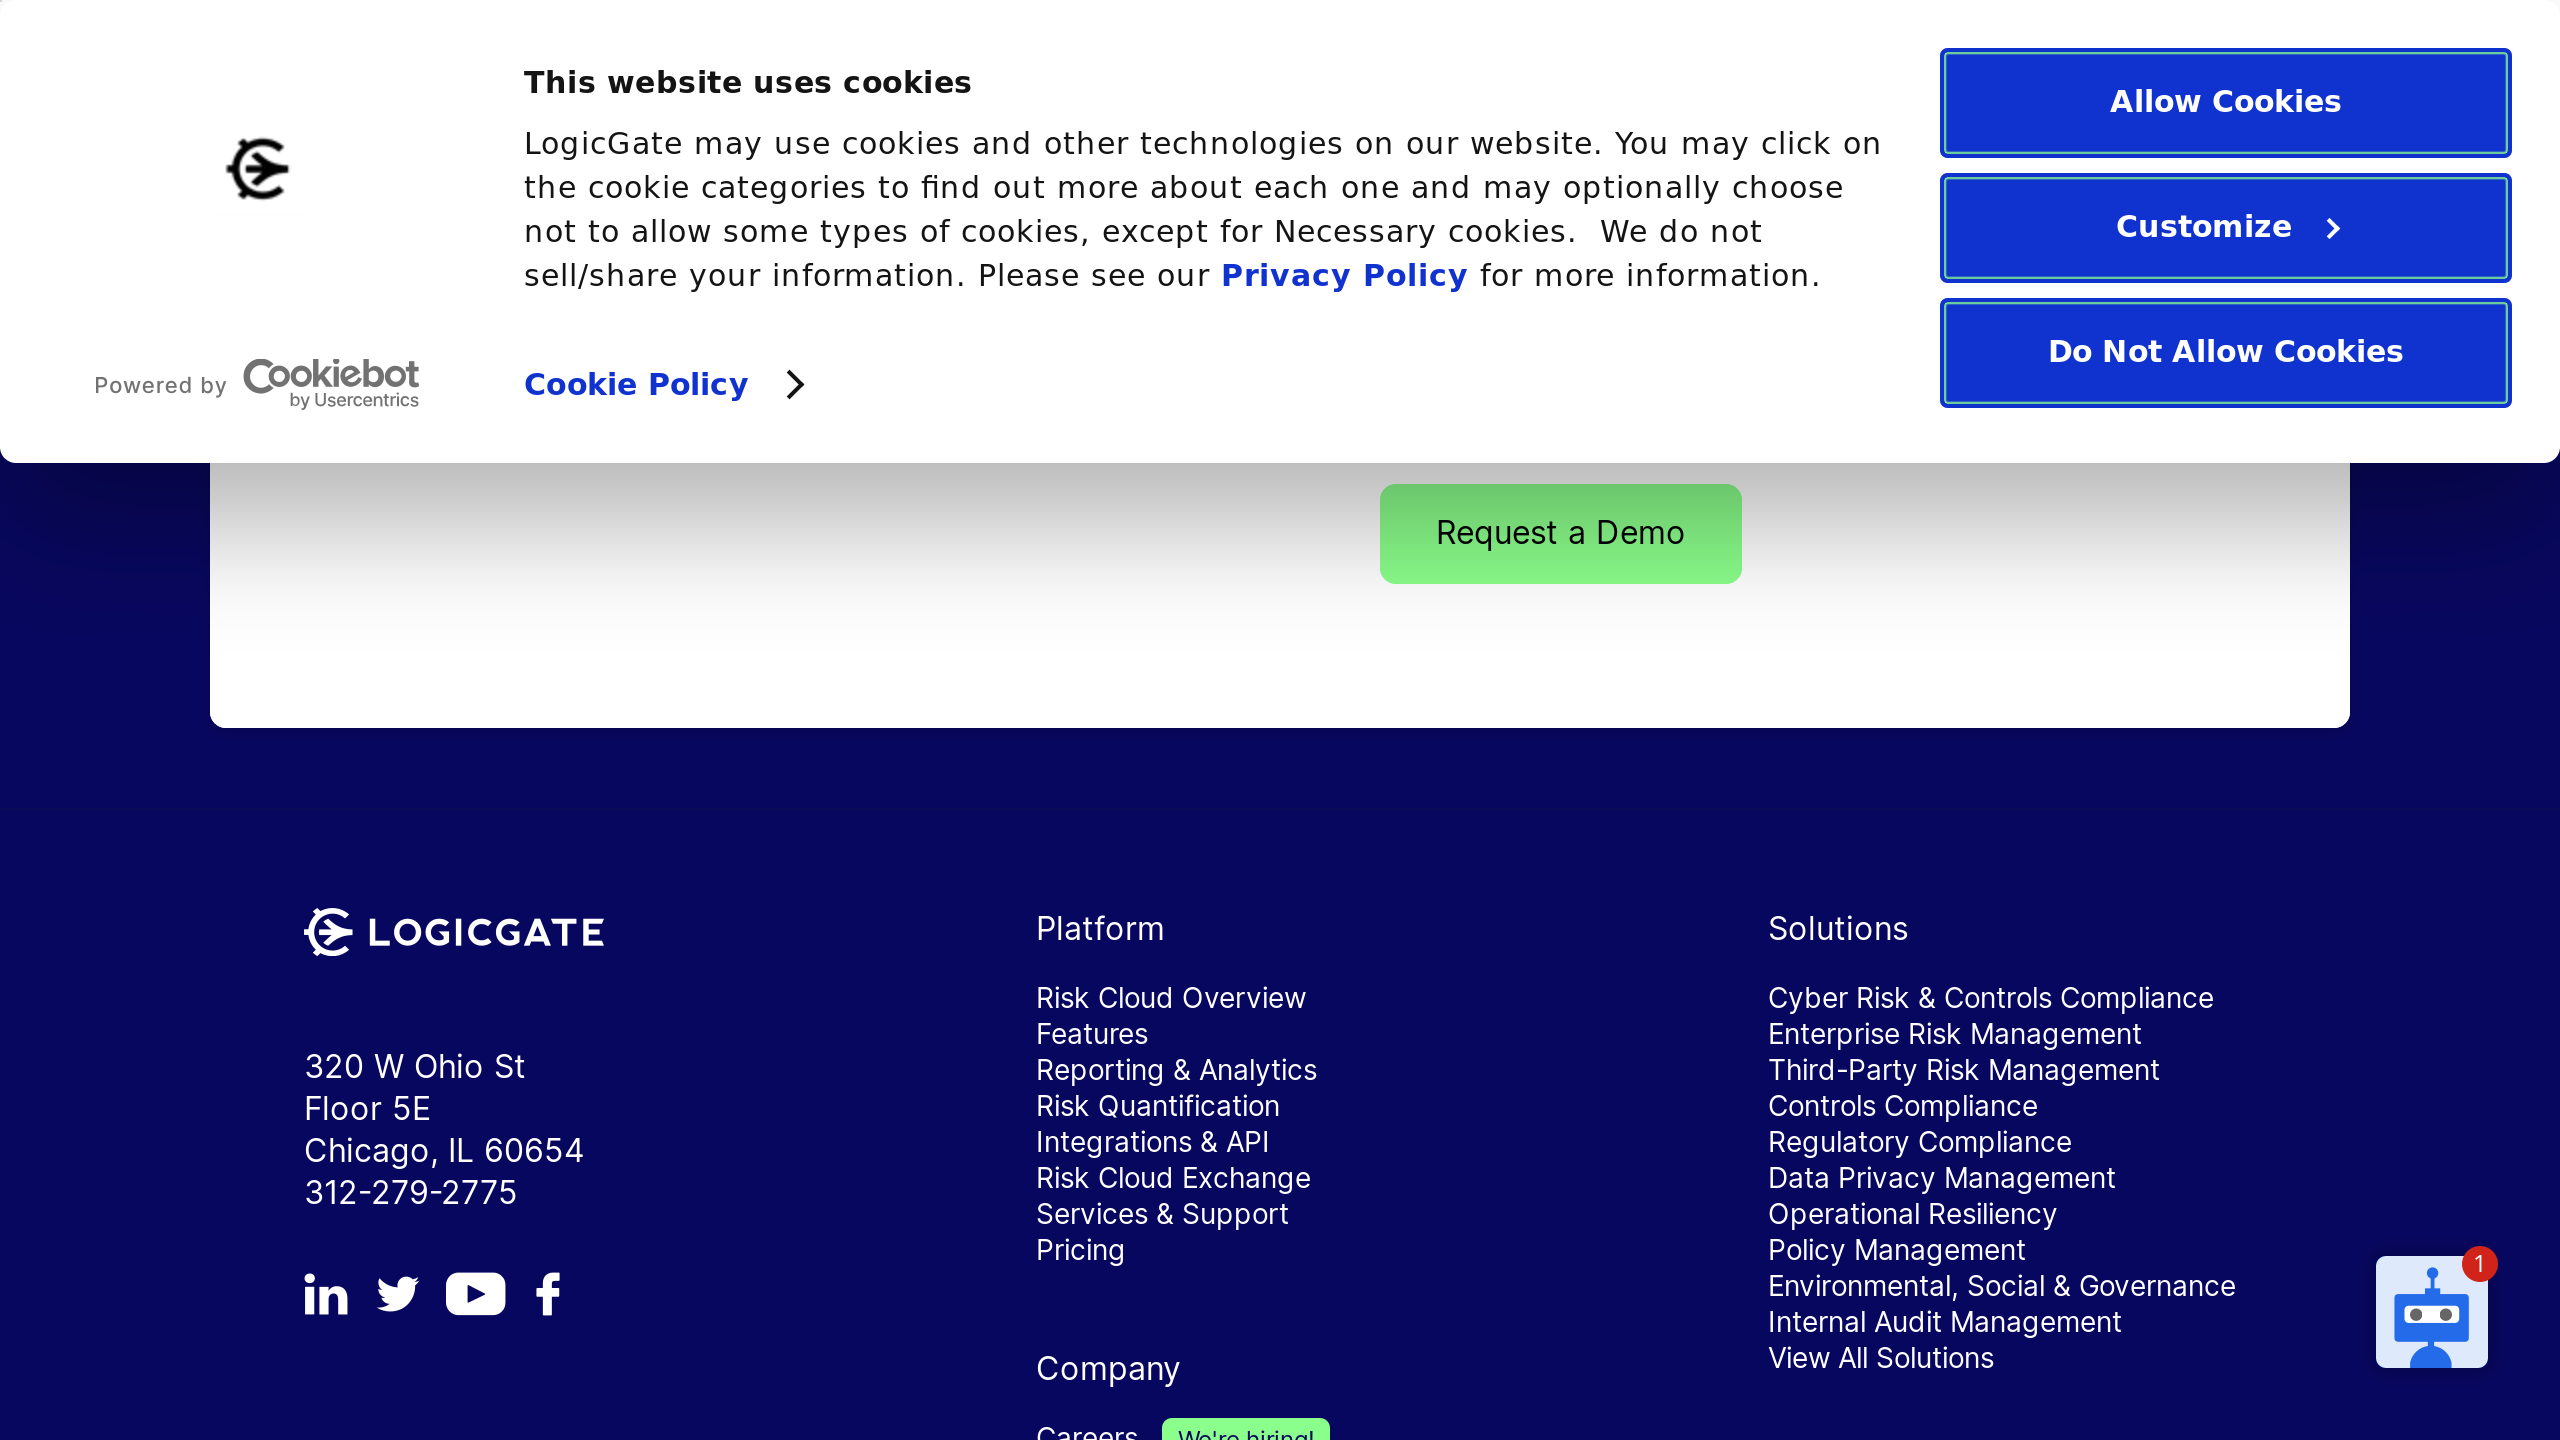 This website uses cookies
LogicGate may use cookies and other technologies on our website. You may click on
the cookie categories to find out more about each one and may optionally choose
not to allow some types of cookies, except for Necessary cookies.  We do not
sell/share your information. Please see our Privacy Policy for more information.
Powered by Cookiebot
by Usercentrics
Cookie Policy
Allow Cookies
Customize
Do Not Allow Cookies
Request a Demo
LOGICGATE
320 W Ohio St
Floor 5E
Chicago, IL 60654
312-279-2775
Platform
Risk Cloud Overview
Features
Reporting & Analytics
Risk Quantification
Integrations & API
Risk Cloud Exchange
Services & Support
Pricing
Company
Careers We're hiring!
Solutions
Cyber Risk & Controls Compliance
Enterprise Risk Management
Third-Party Risk Management
Controls Compliance
Regulatory Compliance
Data Privacy Management
Operational Resiliency
Policy Management
Environmental, Social & Governance
Internal Audit Management
View All Solutions
1